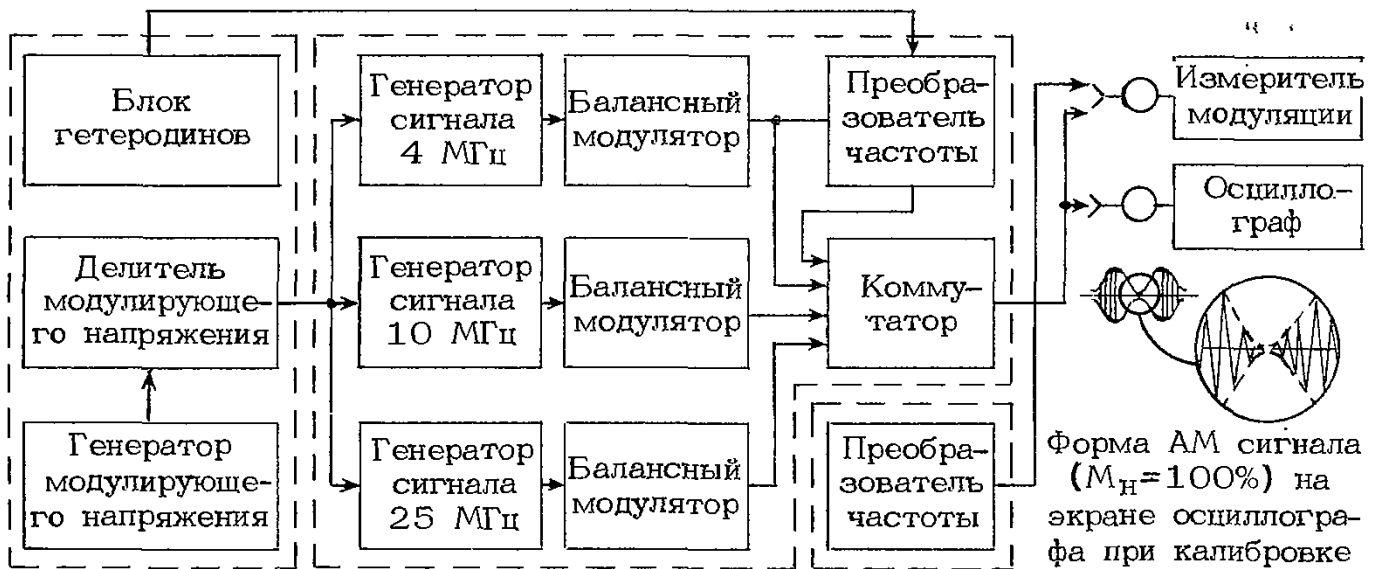 Блок
гетеродинов
Генератор
сигнала
4 МГц
Балансный
модулятор
Преобра-
зователь
частоты
Измеритель
модуляции
Осцилло-
граф
Делитель
модулирующе-
го напряжения
Генератор
сигнала
10 МГц
Балансный
модулятор
Комму-
татор
Генератор
модулирующе-
го напряжения
Генератор
сигнала
25 МГц
Балансный
модулятор
Преобра-
зователь
частоты
Форма АМ сигнала
(Mн=100%) на
экране осциллогра-
фа при калибровке